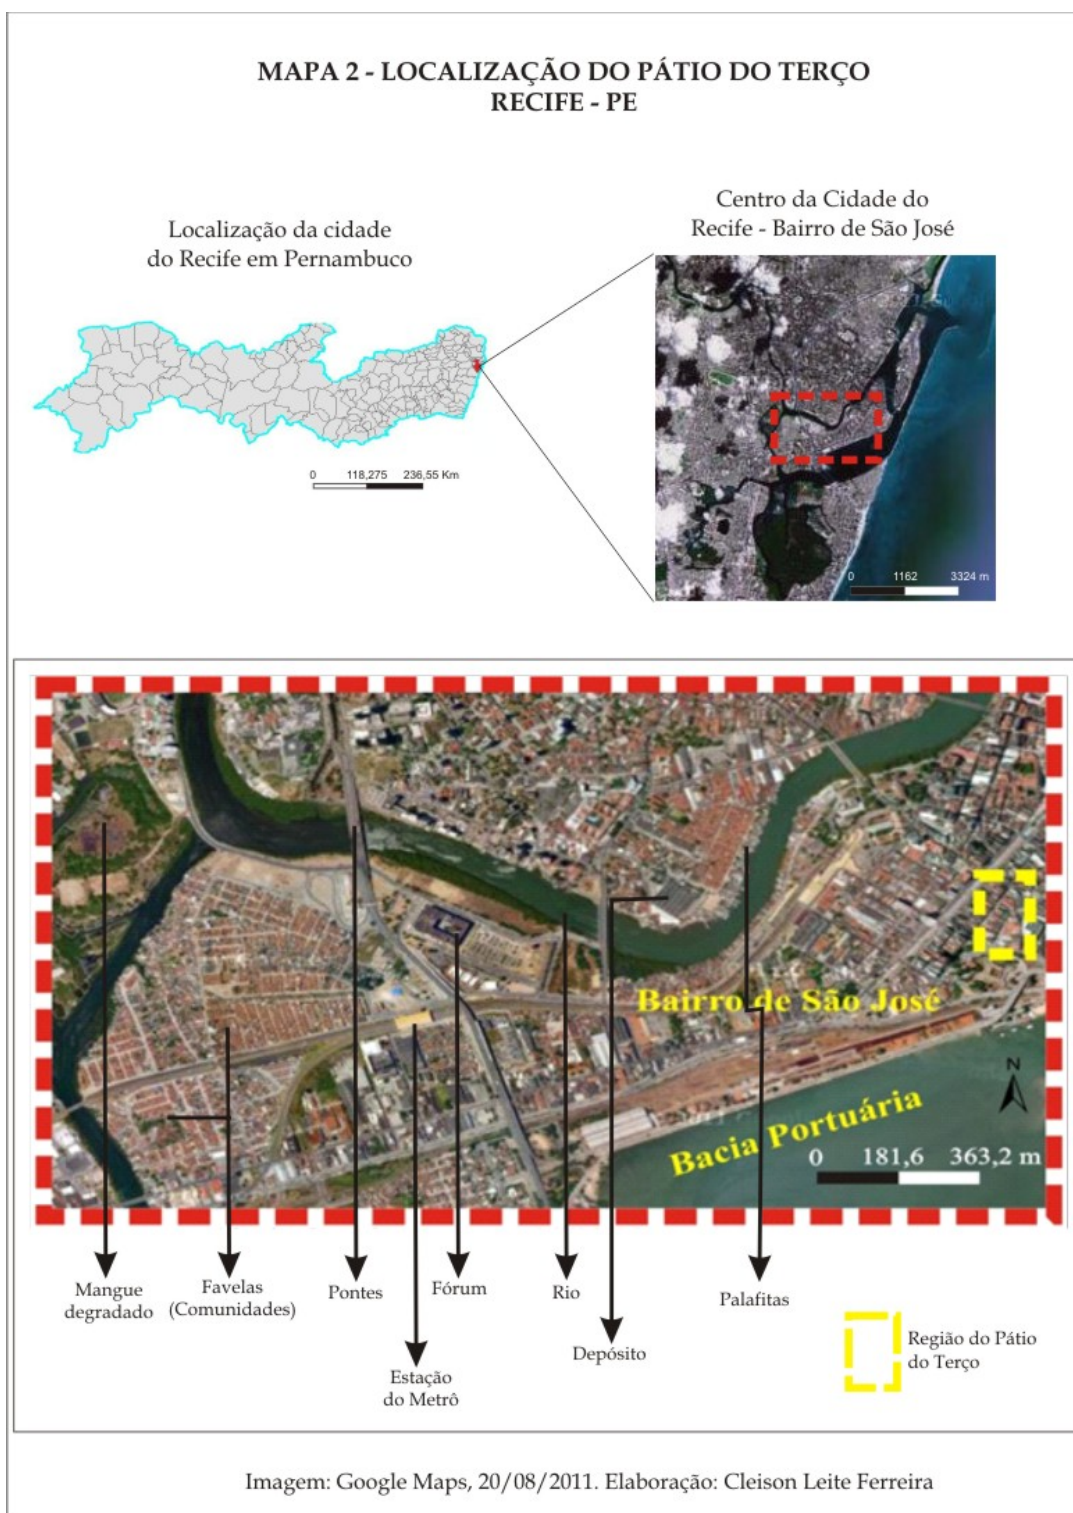 MAPA 2 - LOCALIZAÇÃO DO PÁTIO DO TERÇO
RECIFE - PE
Localização da cidade
do Recife em Pernambuco
0 118,275 236,55 Km
Centro da Cidade do
Recife - Bairro de São José
0 1162 3324 m
Bairro de São José
N
Bacia Portuária
0 181,6 363,2 m
Mangue
degradado
Favelas
(Comunidades)
Pontes
Estação
do Metrô
Fórum
Rio
Depósito
Palafitas
Região do Pátio
do Terço
Imagem: Google Maps, 20/08/2011. Elaboração: Cleison Leite Ferreira